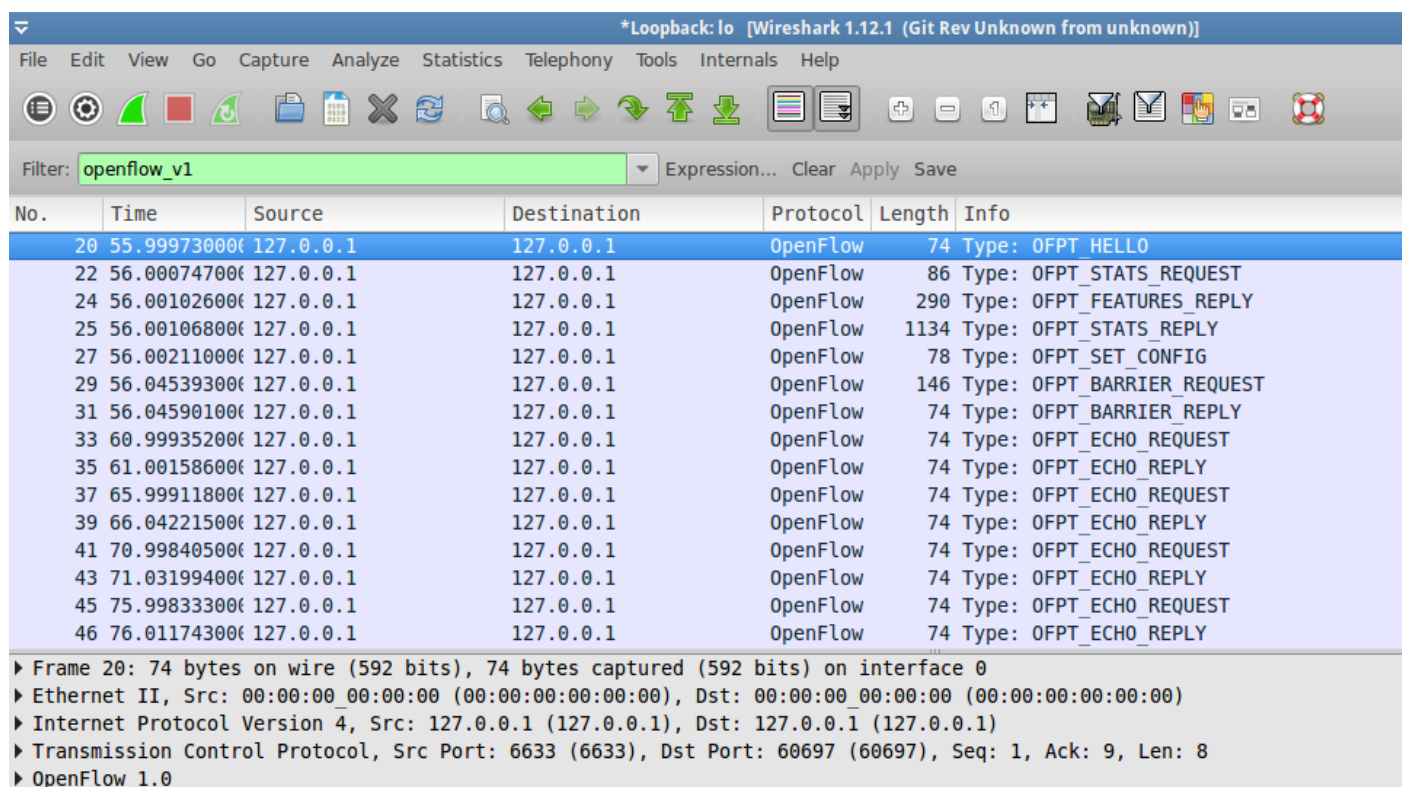 *Loopback: lo [Wireshark 1.12.1 (Git Rev Unknown from unknown)]
File Edit View Go Capture Analyze Statistics Telephony Tools Internals Help
Filter: openflow_v1 Expression... Clear Apply Save
No. Time Source Destination Protocol Length Info
20 55.999730000 127.0.0.1 127.0.0.1 OpenFlow 74 Type: OFPT_HELLO
22 56.000747000 127.0.0.1 127.0.0.1 OpenFlow 86 Type: OFPT_STATS_REQUEST
24 56.001026000 127.0.0.1 127.0.0.1 OpenFlow 290 Type: OFPT_FEATURES_REPLY
25 56.001068000 127.0.0.1 127.0.0.1 OpenFlow 1134 Type: OFPT_STATS_REPLY
27 56.002110000 127.0.0.1 127.0.0.1 OpenFlow 78 Type: OFPT_SET_CONFIG
29 56.045393000 127.0.0.1 127.0.0.1 OpenFlow 146 Type: OFPT_BARRIER_REQUEST
31 56.045901000 127.0.0.1 127.0.0.1 OpenFlow 74 Type: OFPT_BARRIER_REPLY
33 60.999352000 127.0.0.1 127.0.0.1 OpenFlow 74 Type: OFPT_ECHO_REQUEST
35 61.001586000 127.0.0.1 127.0.0.1 OpenFlow 74 Type: OFPT_ECHO_REPLY
37 65.999118000 127.0.0.1 127.0.0.1 OpenFlow 74 Type: OFPT_ECHO_REQUEST
39 66.042215000 127.0.0.1 127.0.0.1 OpenFlow 74 Type: OFPT_ECHO_REPLY
41 70.998405000 127.0.0.1 127.0.0.1 OpenFlow 74 Type: OFPT_ECHO_REQUEST
43 71.031994000 127.0.0.1 127.0.0.1 OpenFlow 74 Type: OFPT_ECHO_REPLY
45 75.998333000 127.0.0.1 127.0.0.1 OpenFlow 74 Type: OFPT_ECHO_REQUEST
46 76.011743000 127.0.0.1 127.0.0.1 OpenFlow 74 Type: OFPT_ECHO_REPLY
Frame 20: 74 bytes on wire (592 bits), 74 bytes captured (592 bits) on interface 0
Ethernet II, Src: 00:00:00_00:00:00 (00:00:00:00:00:00), Dst: 00:00:00_00:00:00 (00:00:00:00:00:00)
Internet Protocol Version 4, Src: 127.0.0.1 (127.0.0.1), Dst: 127.0.0.1 (127.0.0.1)
Transmission Control Protocol, Src Port: 6633 (6633), Dst Port: 60697 (60697), Seq: 1, Ack: 9, Len: 8
OpenFlow 1.0